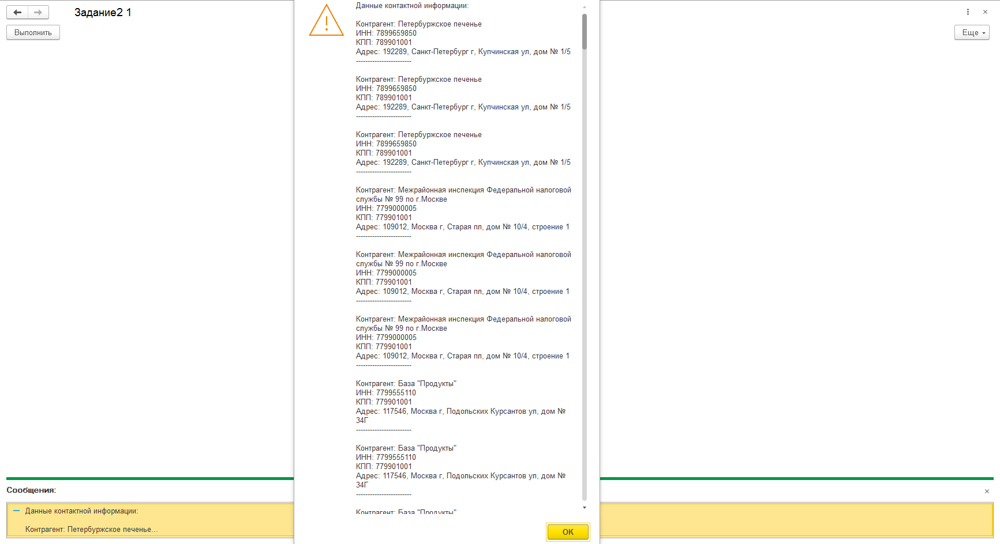 Задание2 1
Выполнить
Еще
Данные контактной информации:
Контрагент: Петербуржское печенье
ИНН: 7899659850
КПП: 789901001
Адрес: 192289, Санкт-Петербург г, Купчинская ул, дом № 1/5
------------------------
Контрагент: Петербуржское печенье
ИНН: 7899659850
КПП: 789901001
Адрес: 192289, Санкт-Петербург г, Купчинская ул, дом № 1/5
------------------------
Контрагент: Петербуржское печенье
ИНН: 7899659850
КПП: 789901001
Адрес: 192289, Санкт-Петербург г, Купчинская ул, дом № 1/5
------------------------
Контрагент: Межрайонная инспекция Федеральной налоговой
службы № 99 по г.Москве
ИНН: 7799000005
КПП: 779901001
Адрес: 109012, Москва г, Старая пл, дом № 10/4, строение 1
------------------------
Контрагент: Межрайонная инспекция Федеральной налоговой
службы № 99 по г.Москве
ИНН: 7799000005
КПП: 779901001
Адрес: 109012, Москва г, Старая пл, дом № 10/4, строение 1
------------------------
Контрагент: Межрайонная инспекция Федеральной налоговой
службы № 99 по г.Москве
ИНН: 7799000005
КПП: 779901001
Адрес: 109012, Москва г, Старая пл, дом № 10/4, строение 1
------------------------
Контрагент: База "Продукты"
ИНН: 7799555110
КПП: 779901001
Адрес: 117546, Москва г, Подольских Курсантов ул, дом №
34Г
------------------------
Контрагент: База "Продукты"
ИНН: 7799555110
КПП: 779901001
Адрес: 117546, Москва г, Подольских Курсантов ул, дом №
34Г
------------------------
Контрагент: База "Продукты"
OK
Сообщения:
Данные контактной информации:
Контрагент: Петербуржское печенье...